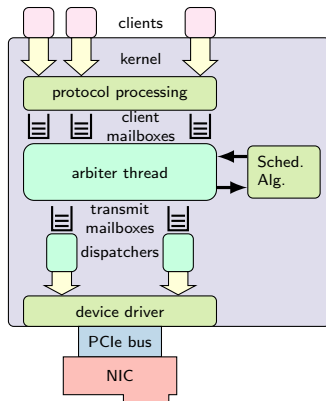 clients
kernel
protocol processing
client
mailboxes
arbiter thread
Sched.
Alg.
transmit
mailboxes
dispatchers
device driver
PCIe bus
NIC